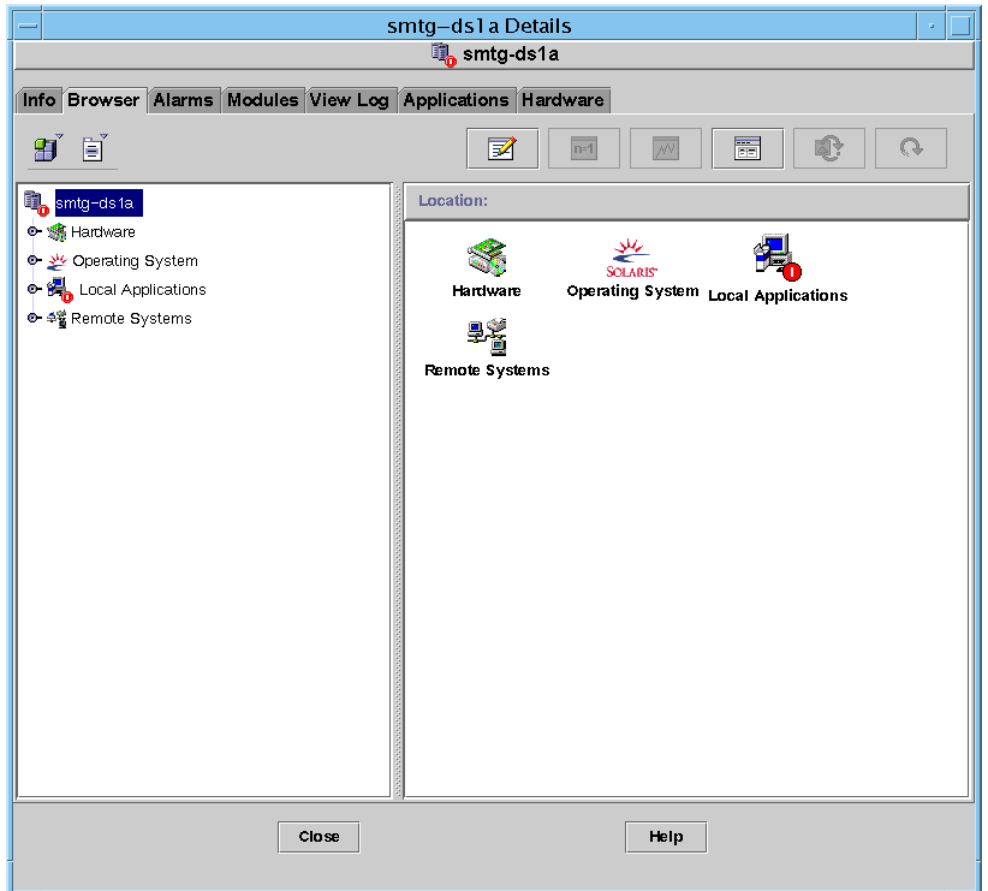 smtg-ds1a Details
smtg-ds1a
Info Browser Alarms Modules View Log Applications Hardware
n=1
smtg-ds1a
Hardware
Operating System
Local Applications
Remote Systems
Location:
SOLARIS
Hardware Operating System Local Applications
Remote Systems
Close Help